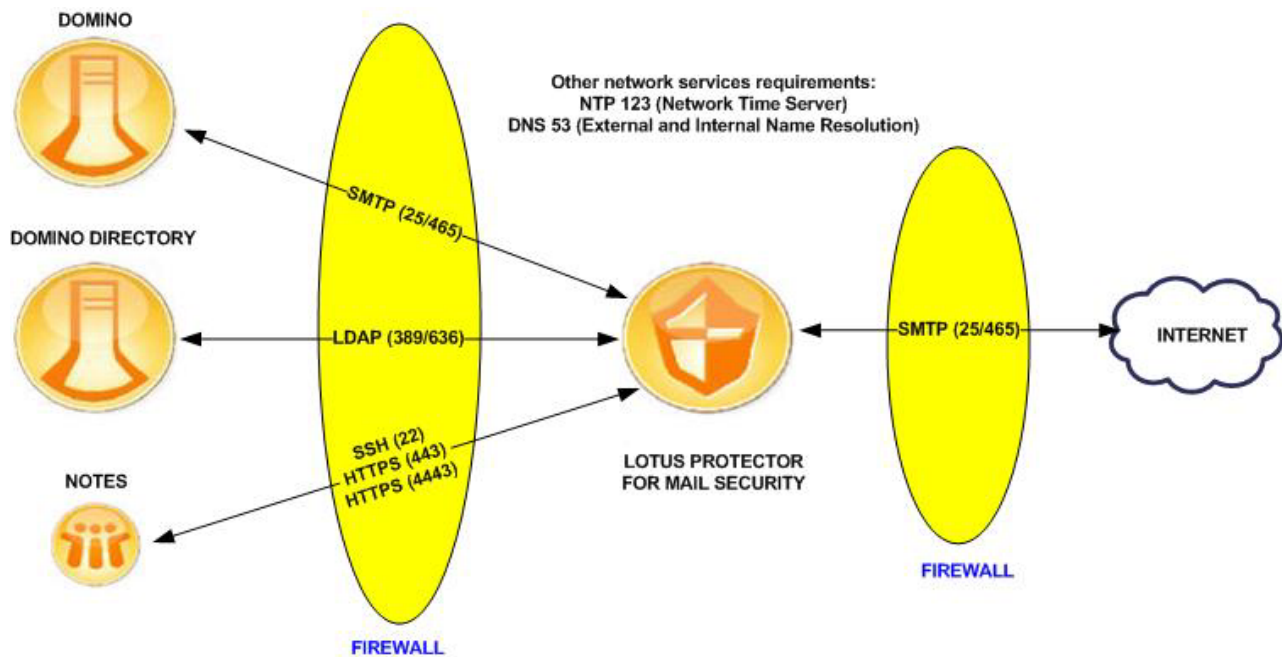 DOMINO
Other network services requirements:
NTP 123 (Network Time Server)
DNS 53 (External and Internal Name Resolution)
SMTP (25/465)
DOMINO DIRECTORY
LDAP (389/636)
SMTP (25/465)
INTERNET
SSH (22)
HTTPS (443)
HTTPS (4443)
LOTUS PROTECTOR
FOR MAIL SECURITY
NOTES
FIREWALL
FIREWALL